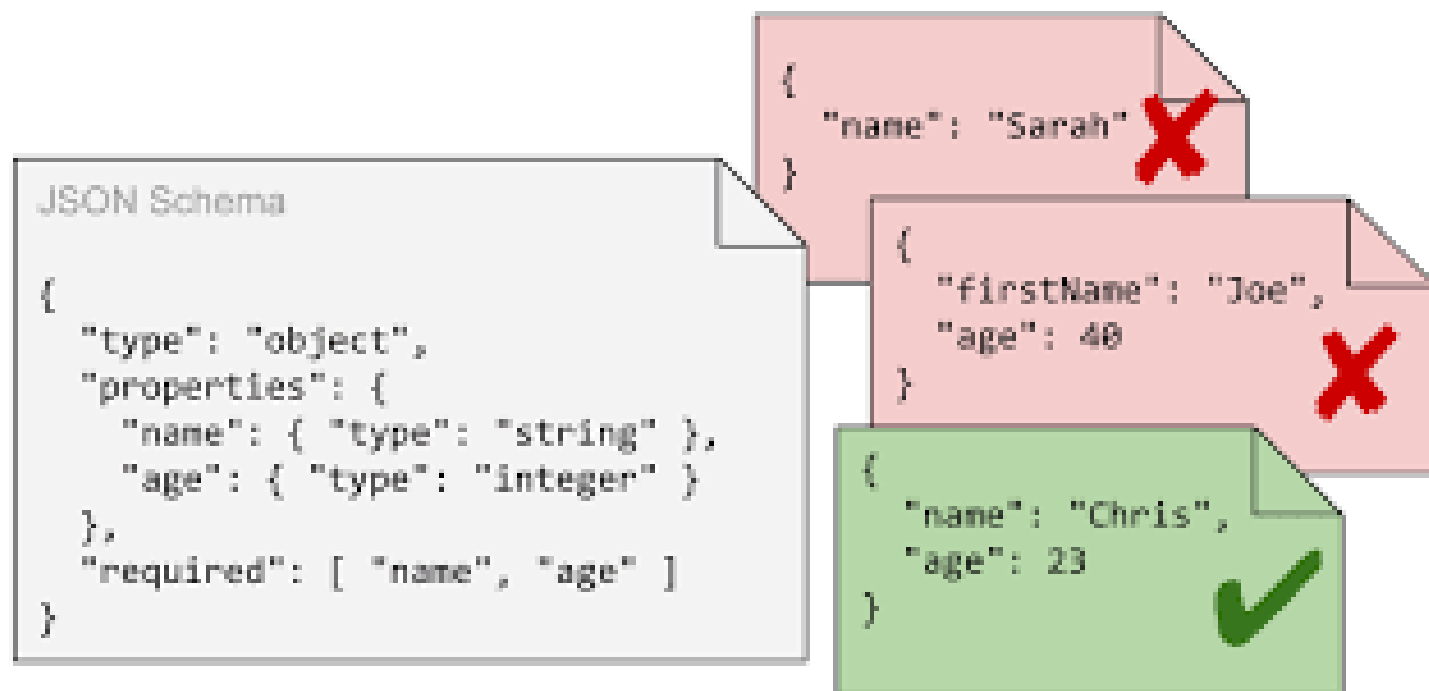 JSON Schema
{
"type": "object",
"properties": {
"name": { "type": "string" },
"age": { "type": "integer" }
},
"required": [ "name", "age" ]
}
{
"name": "Sarah"
}
{
"firstName": "Joe",
"age": 40
}
{
"name": "Chris",
"age": 23
}